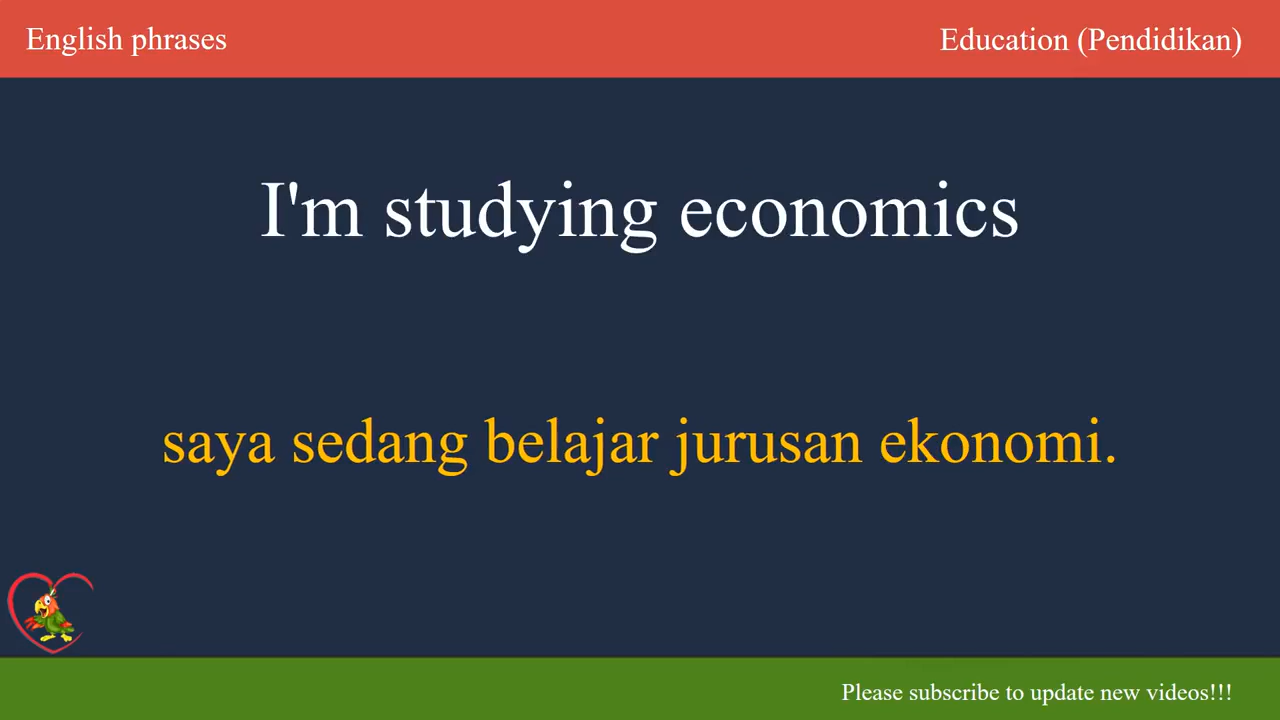 English phrases
Education (Pendidikan)
I'm studying economics
saya sedang belajar jurusan ekonomi.
Please subscribe to update new videos!!!